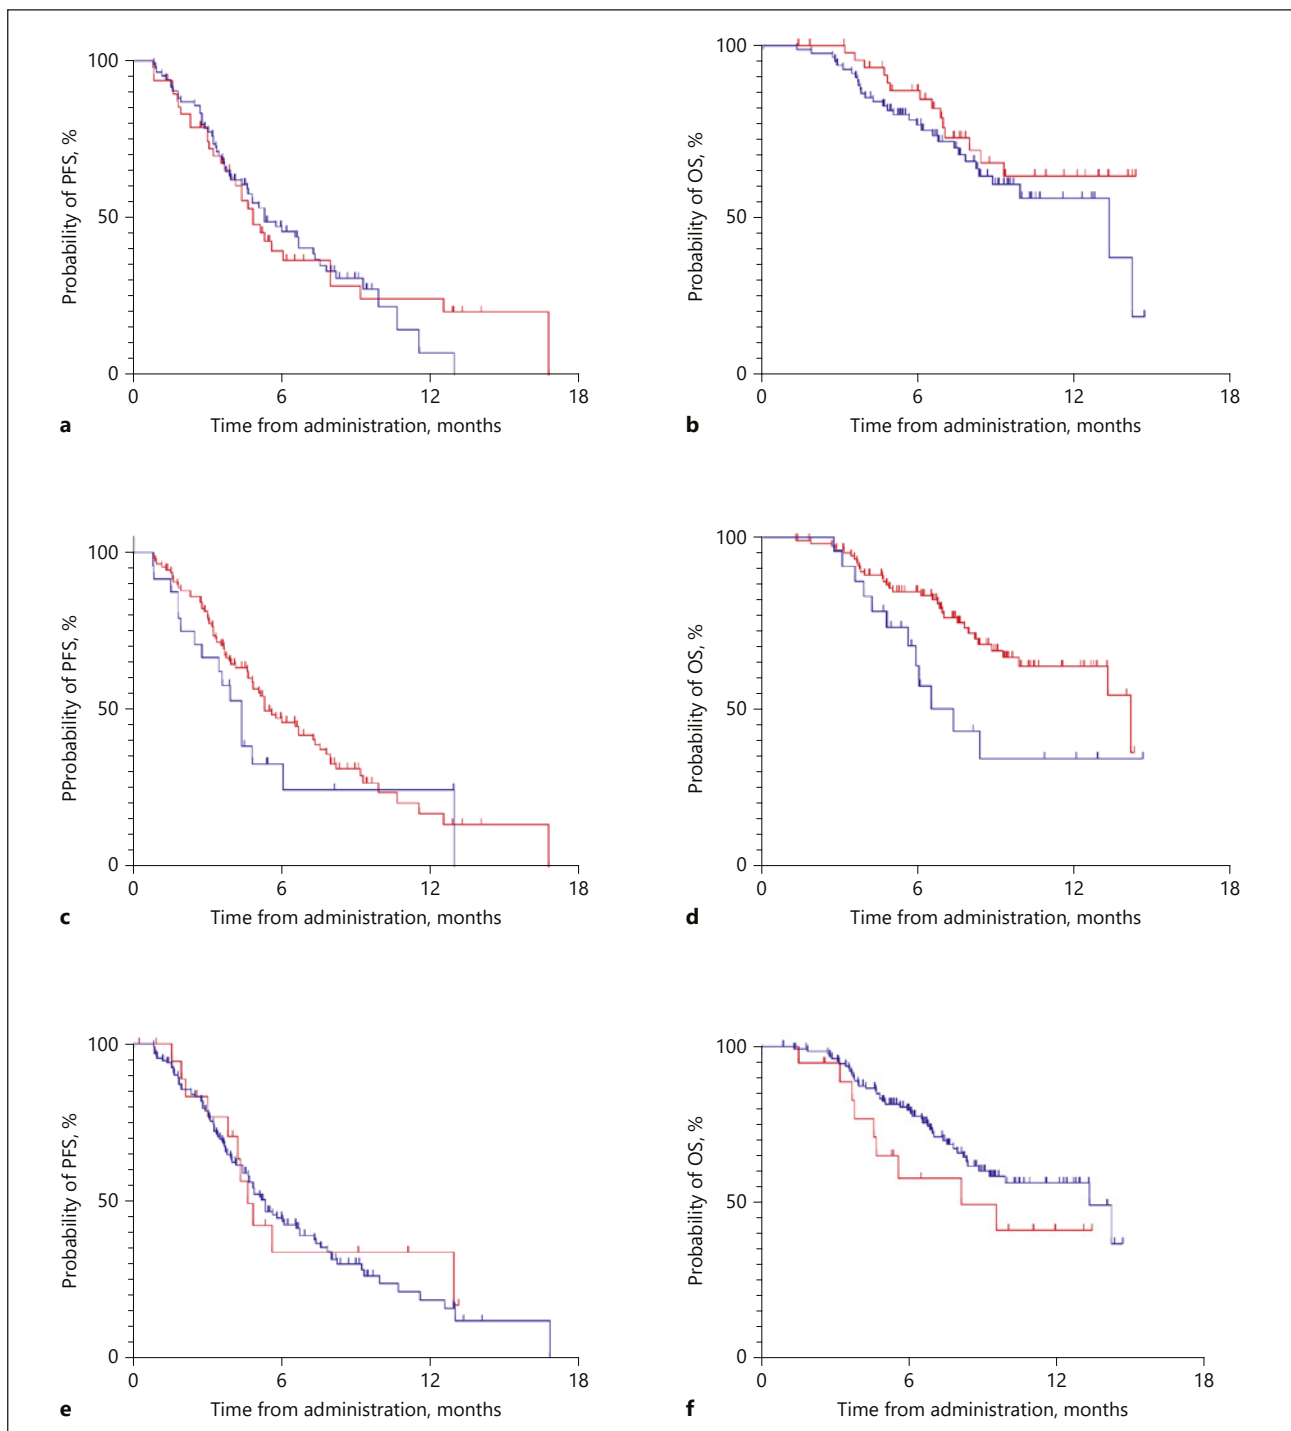 100
50
0
Probability of PFS, %
0 6 12 18
Time from administration, months
a
100
50
0
Probability of OS, %
0 6 12 18
Time from administration, months
b
100
50
0
PProbability of PFS, %
0 6 12 18
Time from administration, months
c
100
50
0
Probability of OS, %
0 6 12 18
Time from administration, months
d
100
50
0
Probability of PFS, %
0 6 12 18
Time from administration, months
e
100
50
0
Probability of OS, %
0 6 12 18
Time from administration, months
f